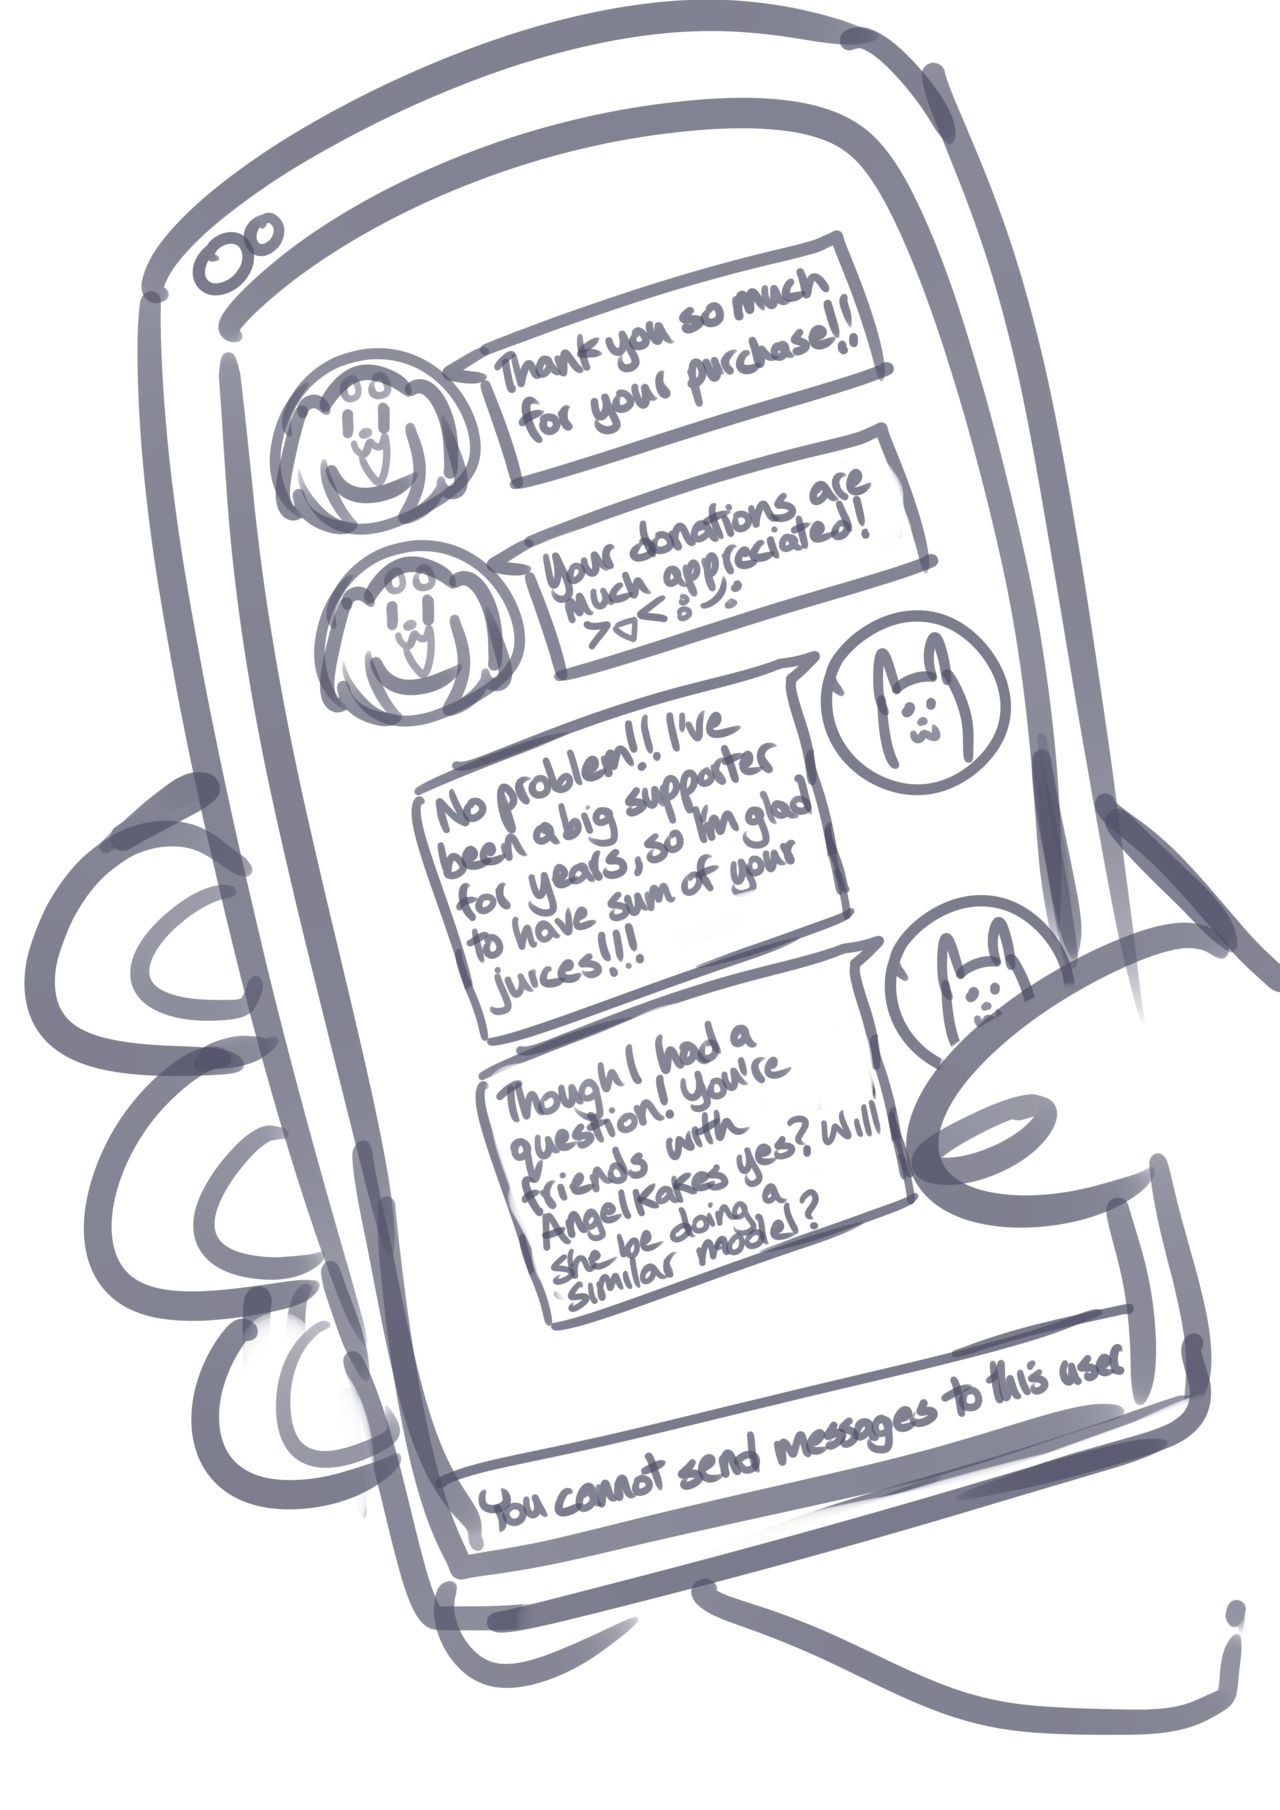 Thank you so much
for your purchase!!
Your donations are
much appreciated!
>▽<
No problem!! I've
been a big supporter
for years, so I'm glad
to have sum of your
juices!!!
Though I had a
question! You're
friends with
AngelKakes yes? Will
she be doing a
similar model?
You cannot send messages to this user